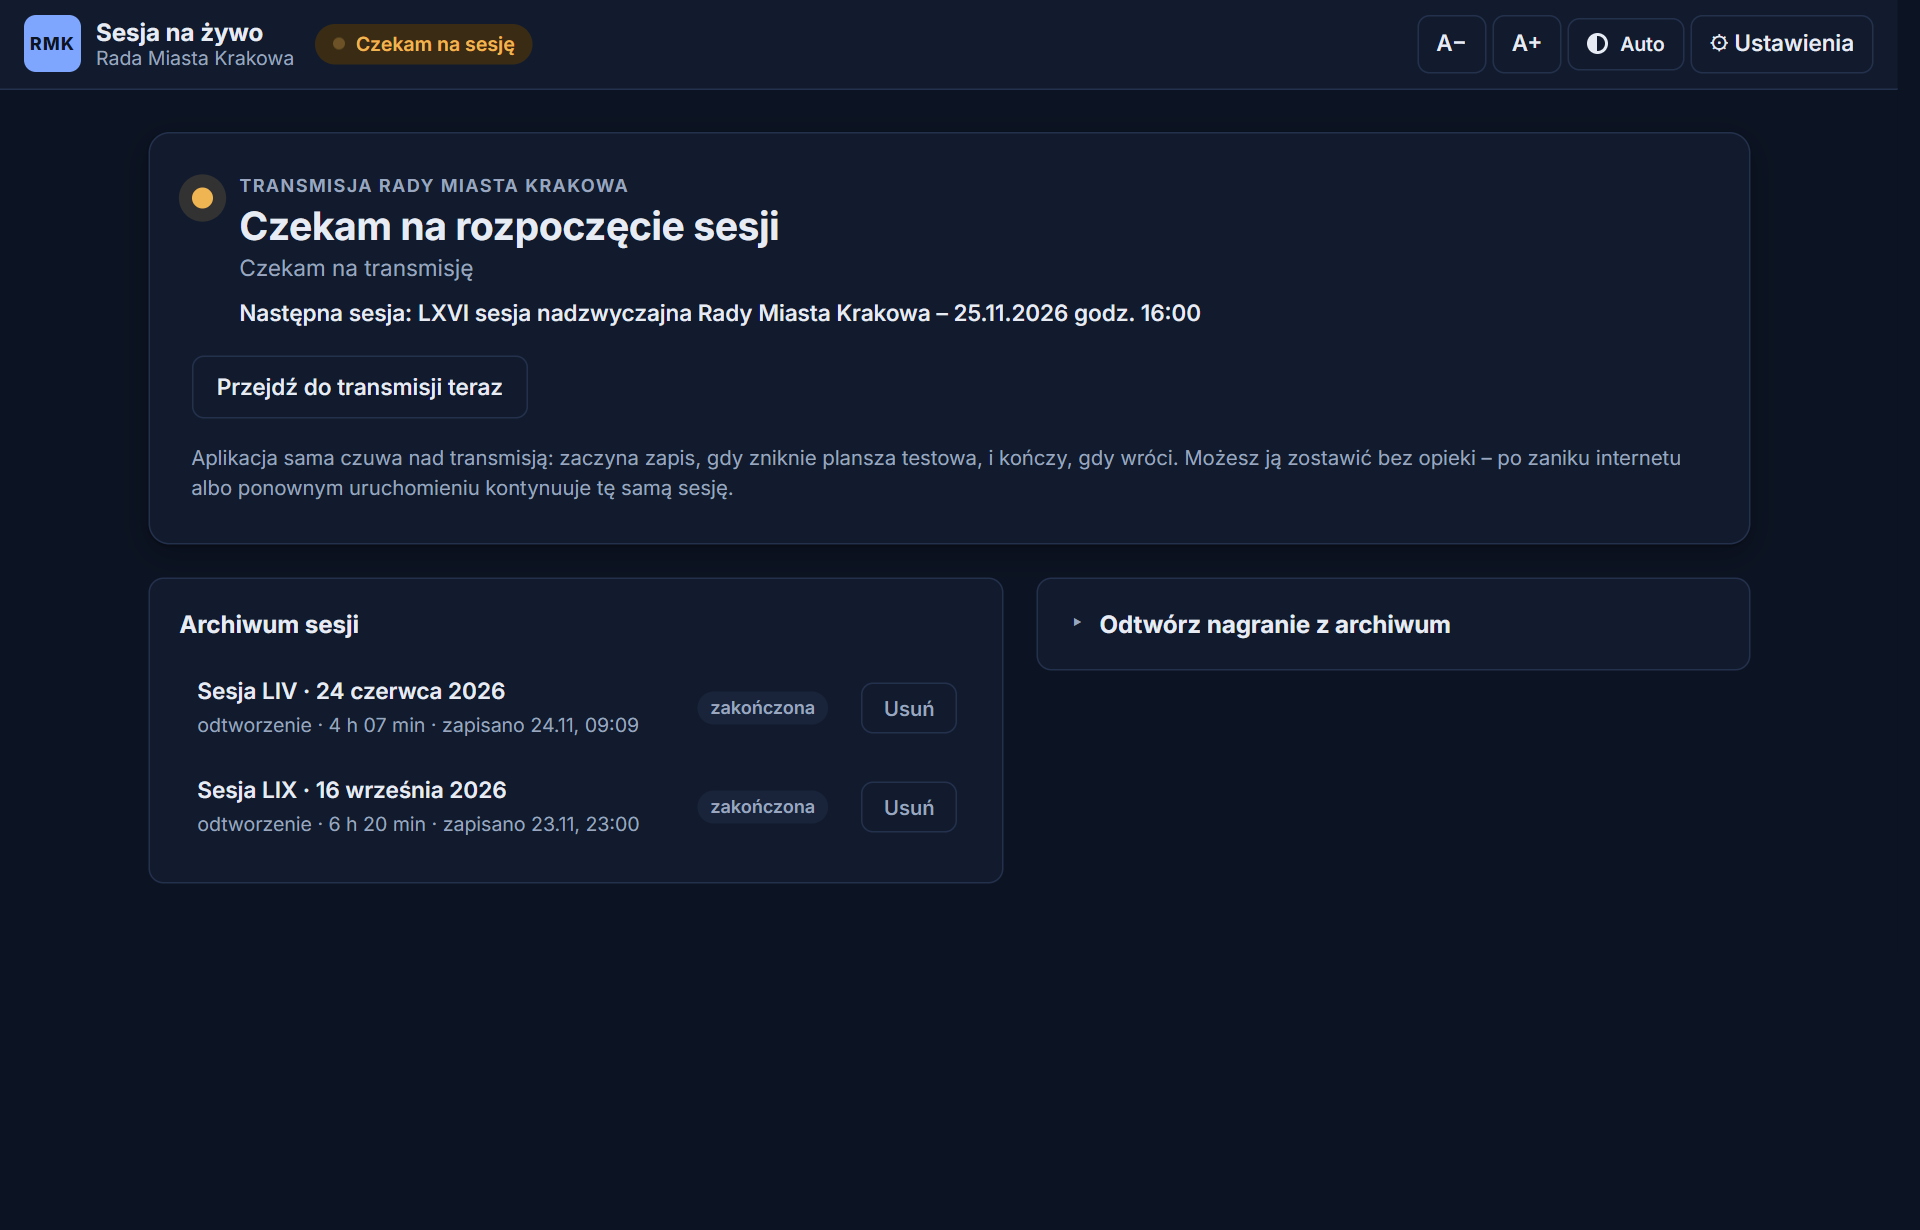 RMK
Sesja na żywo
Rada Miasta Krakowa
Czekam na sesję
A−
A+
Auto
Ustawienia
TRANSMISJA RADY MIASTA KRAKOWA
Czekam na rozpoczęcie sesji
Czekam na transmisję
Następna sesja: LXVI sesja nadzwyczajna Rady Miasta Krakowa – 25.11.2026 godz. 16:00
Przejdź do transmisji teraz
Aplikacja sama czuwa nad transmisją: zaczyna zapis, gdy zniknie plansza testowa, i kończy, gdy wróci. Możesz ją zostawić bez opieki – po zaniku internetu
albo ponownym uruchomieniu kontynuuje tę samą sesję.
Archiwum sesji
Sesja LIV · 24 czerwca 2026
odtworzenie · 4 h 07 min · zapisano 24.11, 09:09
zakończona
Usuń
Sesja LIX · 16 września 2026
odtworzenie · 6 h 20 min · zapisano 23.11, 23:00
zakończona
Usuń
Odtwórz nagranie z archiwum